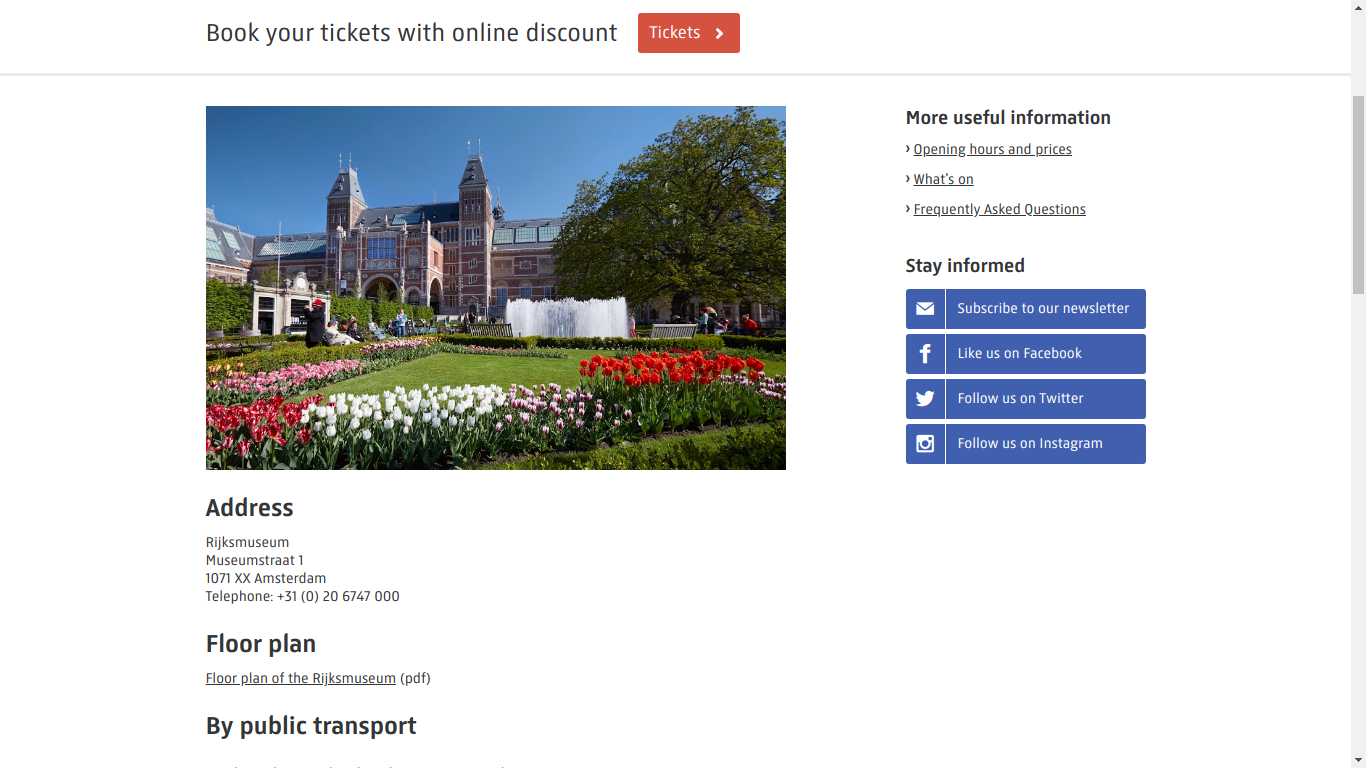 Book your tickets with online discount
Tickets
More useful information
Opening hours and prices
What's on
Frequently Asked Questions
Stay informed
Subscribe to our newsletter
Like us on Facebook
Follow us on Twitter
Follow us on Instagram
Address
Rijksmuseum
Museumstraat 1
1071 XX Amsterdam
Telephone: +31 (0) 20 6747 000
Floor plan
Floor plan of the Rijksmuseum (pdf)
By public transport